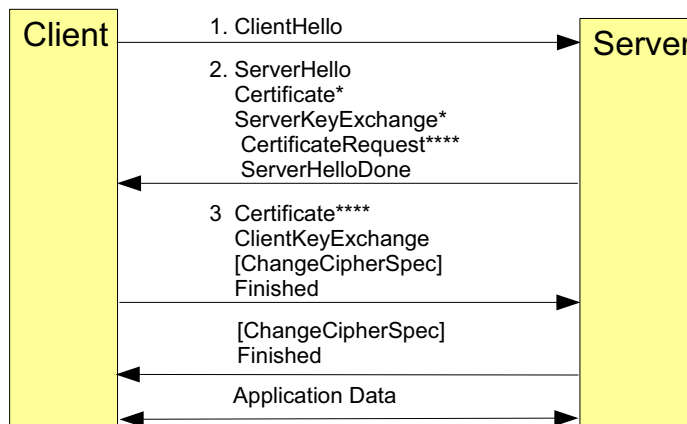 Client
Server
1. ClientHello
2. ServerHello
Certificate*
ServerKeyExchange*
CertificateRequest****
ServerHelloDone
3 Certificate****
ClientKeyExchange
[ChangeCipherSpec]
Finished
[ChangeCipherSpec]
Finished
Application Data